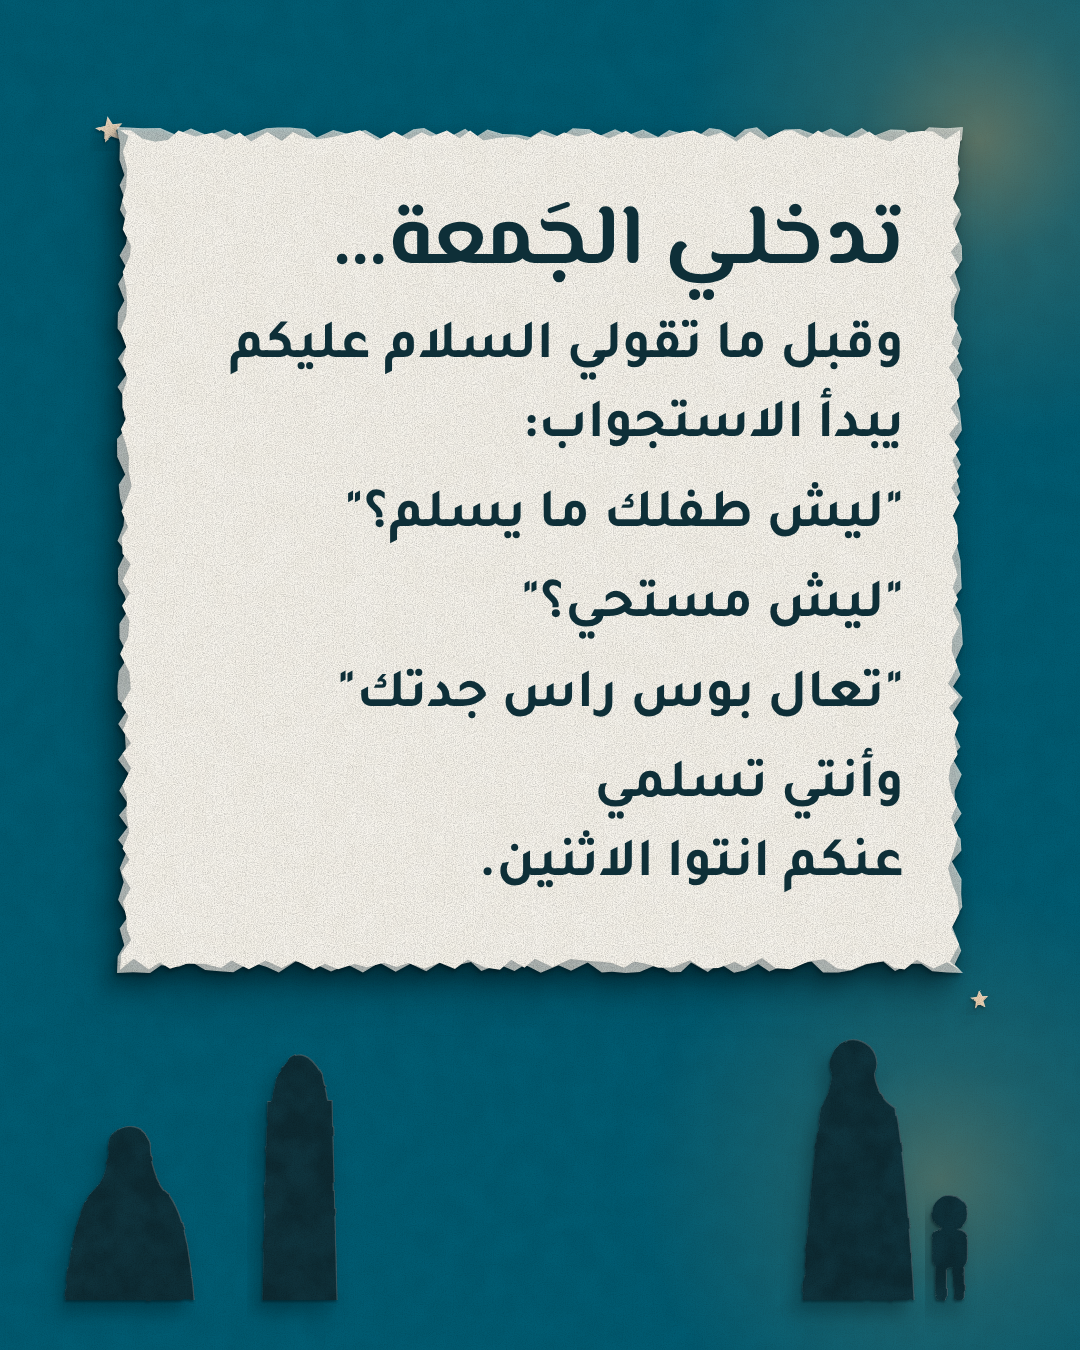 تدخلي الجَمعة...
وقبل ما تقولي السلام عليكم
يبدأ الاستجواب:
"ليش طفلك ما يسلم؟"
"ليش مستحي؟"
"تعال بوس راس جدتك"
وأنتي تسلمي
عنكم انتوا الاثنين.